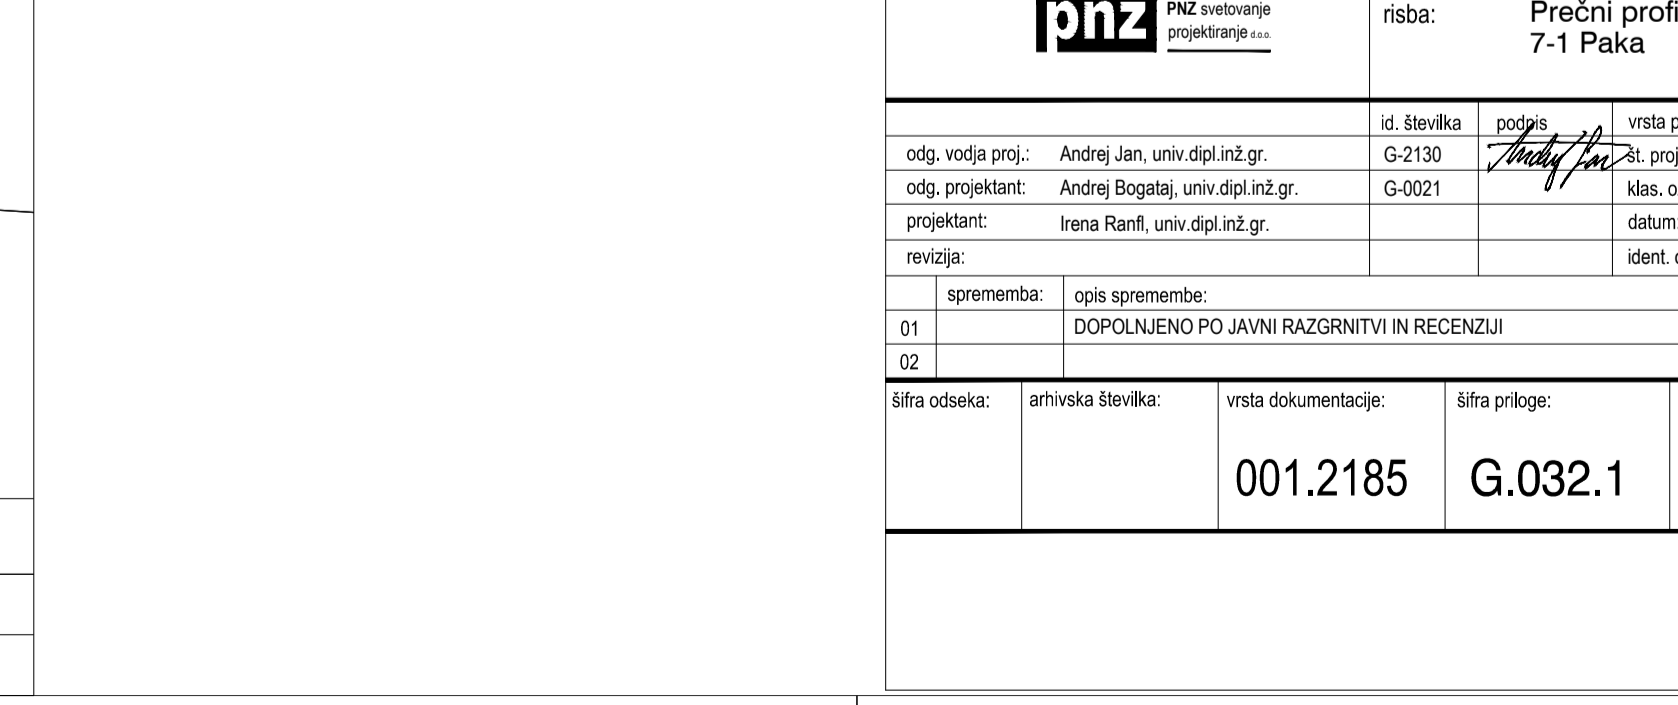 pnz
PNZ svetovanje
projektiranje d.o.o.
risba:
Prečni profi
7-1 Paka
id. številka podpis vrsta p
odg. vodja proj.: Andrej Jan, univ.dipl.inž.gr. G-2130 Andrej Jan št. proj
odg. projektant: Andrej Bogataj, univ.dipl.inž.gr. G-0021 klas. o
projektant: Irena Ranfl, univ.dipl.inž.gr. datum:
revizija: ident.
sprememba: opis spremembe:
01 DOPOLNJENO PO JAVNI RAZGRNITVI IN RECENZIJI
02
šifra odseka: arhivska številka: vrsta dokumentacije: šifra priloge:
001.2185 G.032.1